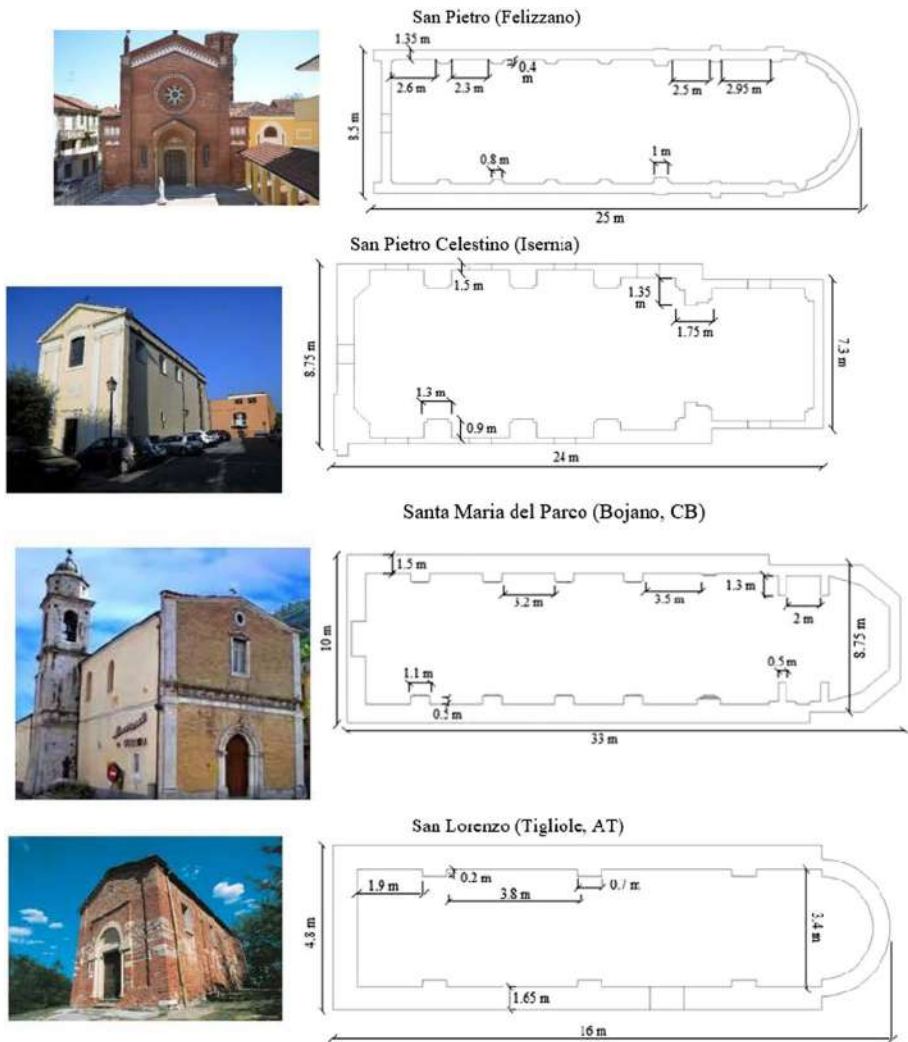 San Pietro (Felizzano)
1.35 m
0.4
m
2.6 m
2.3 m
2.5 m
2.95 m
8.5 m
0.8 m
1 m
25 m
San Pietro Celestino (Isernia)
1.5 m
1.35
m
1.75 m
8.75 m
7.3 m
1.3 m
0.9 m
24 m
Santa Maria del Parco (Bojano, CB)
1.5 m
3.2 m
3.5 m
1.3 m
2 m
10 m
8.75 m
1.1 m
0.5 m
0.5 m
33 m
San Lorenzo (Tigliole, AT)
1.9 m
0.2 m
3.8 m
0.7 m
4.8 m
3.4 m
1.65 m
16 m